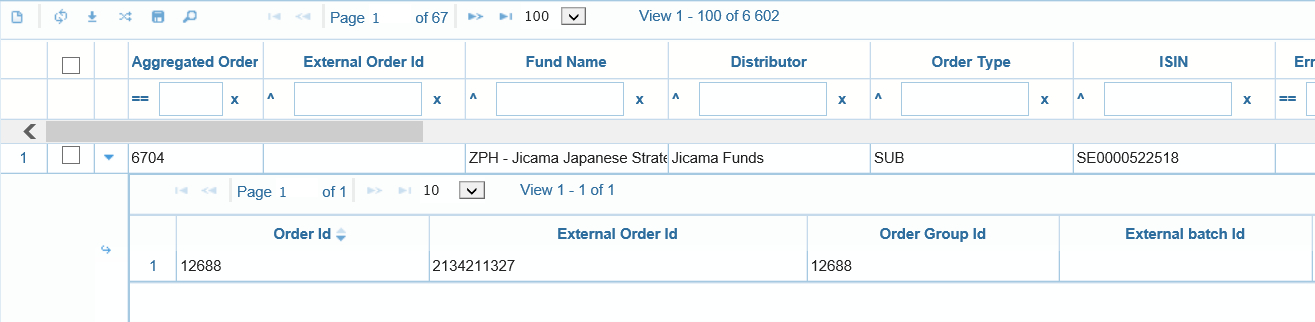 Page 1 of 67 100 View 1 - 100 of 6 602
Aggregated Order External Order Id Fund Name Distributor Order Type ISIN Err
== x ^ x ^ x ^ x ^ x ^ x ==
1 6704 ZPH - Jicama Japanese Strate Jicama Funds SUB SE0000522518
Page 1 of 1 10 View 1 - 1 of 1
Order Id External Order Id Order Group Id External batch Id
1 12688 2134211327 12688